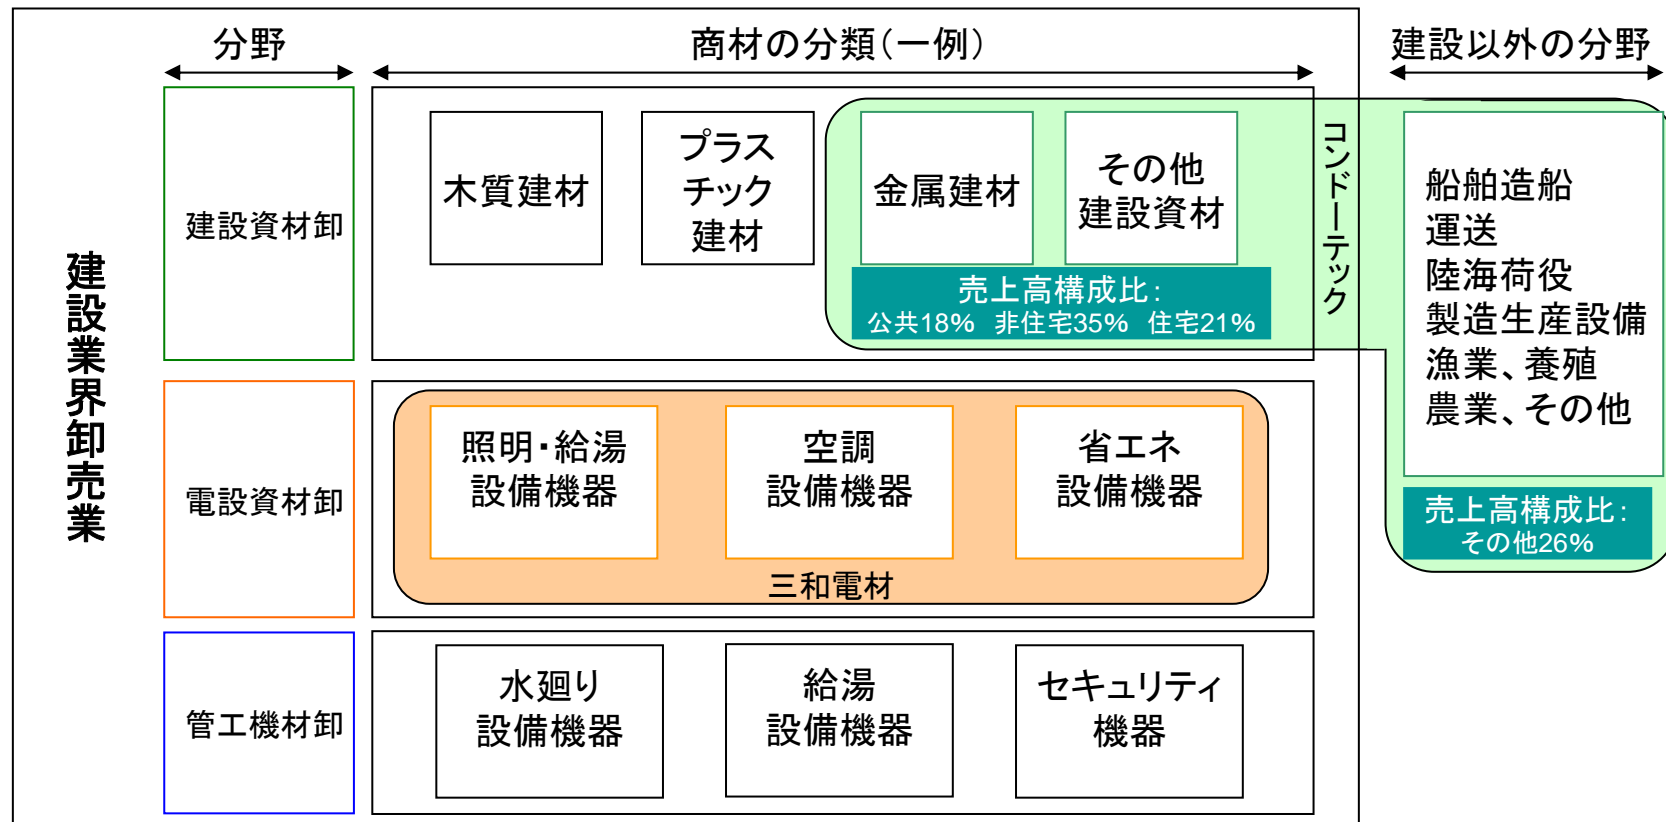 分野
商材の分類(一例)
建設以外の分野
建設業界卸売業
建設資材卸
木質建材
プラス
チック
建材
金属建材
その他
建設資材
売上高構成比:
公共18% 非住宅35% 住宅21%
コンドーテック
船舶造船
運送
陸海荷役
製造生産設備
漁業、養殖
農業、その他
売上高構成比:
その他26%
電設資材卸
照明・給湯
設備機器
空調
設備機器
省エネ
設備機器
三和電材
管工機材卸
水廻り
設備機器
給湯
設備機器
セキュリティ
機器